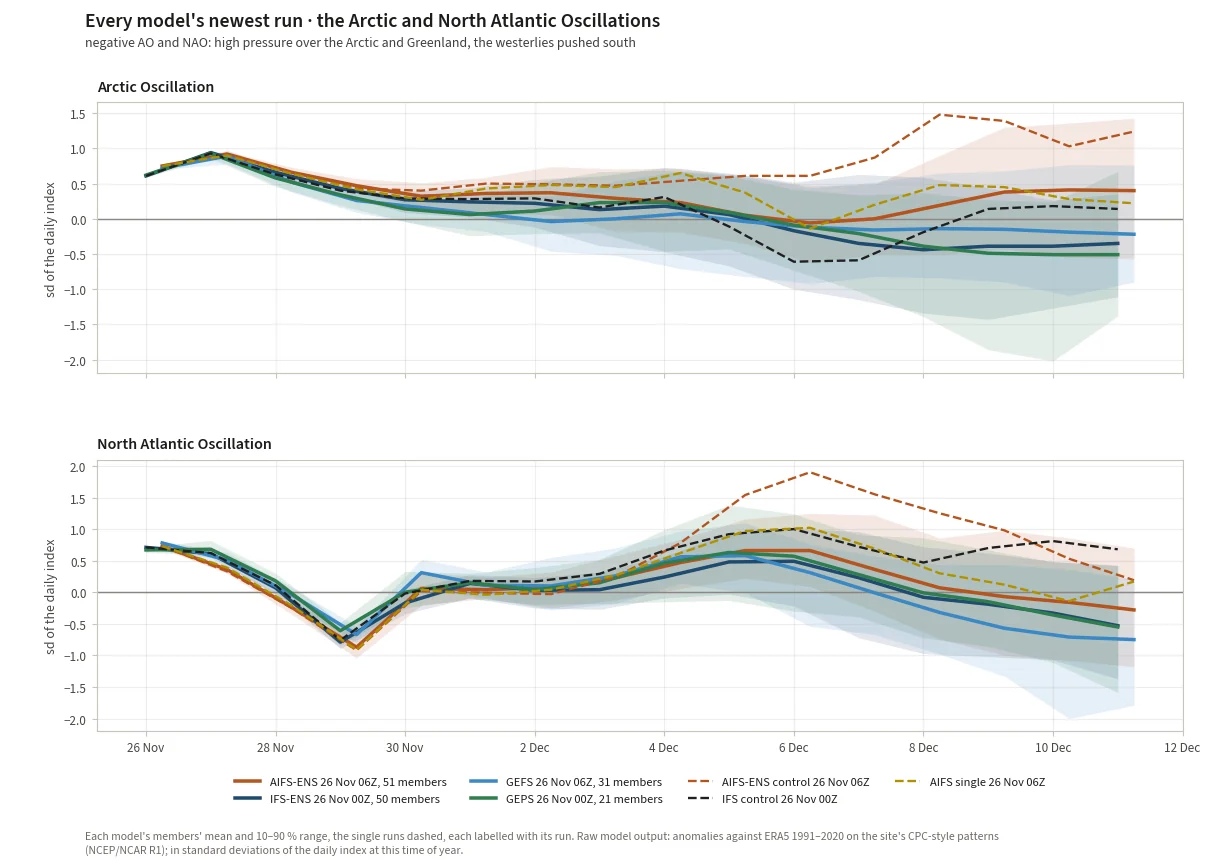 Every model's newest run · the Arctic and North Atlantic Oscillations
negative AO and NAO: high pressure over the Arctic and Greenland, the westerlies pushed south
Arctic Oscillation
sd of the daily index
1.5
1.0
0.5
0.0
−0.5
−1.0
−1.5
−2.0
North Atlantic Oscillation
sd of the daily index
2.0
1.5
1.0
0.5
0.0
−0.5
−1.0
−1.5
−2.0
26 Nov 28 Nov 30 Nov 2 Dec 4 Dec 6 Dec 8 Dec 10 Dec 12 Dec
AIFS-ENS 26 Nov 06Z, 51 members GEFS 26 Nov 06Z, 31 members AIFS-ENS control 26 Nov 06Z AIFS single 26 Nov 06Z
IFS-ENS 26 Nov 00Z, 50 members GEPS 26 Nov 00Z, 21 members IFS control 26 Nov 00Z
Each model's members' mean and 10–90 % range, the single runs dashed, each labelled with its run. Raw model output: anomalies against ERA5 1991–2020 on the site's CPC-style patterns
(NCEP/NCAR R1); in standard deviations of the daily index at this time of year.